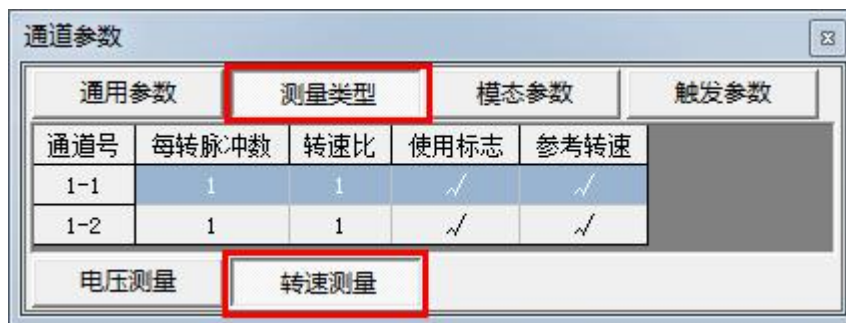 通道参数
通用参数 测量类型 模态参数 触发参数
通道号 每转脉冲数 转速比 使用标志 参考转速
1-1 1 1 √ √
1-2 1 1 √ √
电压测量 转速测量